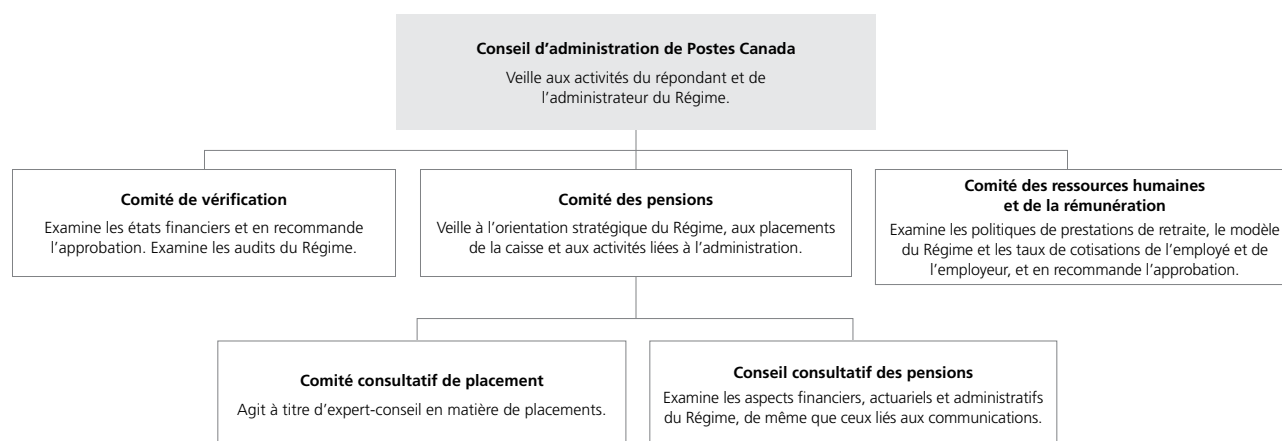 Conseil d’administration de Postes Canada
Veille aux activités du répondant et de
l’administrateur du Régime.
Comité de vérification
Examine les états financiers et en recommande
l’approbation. Examine les audits du Régime.
Comité des pensions
Veille à l’orientation stratégique du Régime, aux placements
de la caisse et aux activités liées à l’administration.
Comité des ressources humaines
et de la rémunération
Examine les politiques de prestations de retraite, le modèle
du Régime et les taux de cotisations de l’employé et de
l’employeur, et en recommande l’approbation.
Comité consultatif de placement
Agit à titre d’expert-conseil en matière de placements.
Conseil consultatif des pensions
Examine les aspects financiers, actuariels et administratifs
du Régime, de même que ceux liés aux communications.